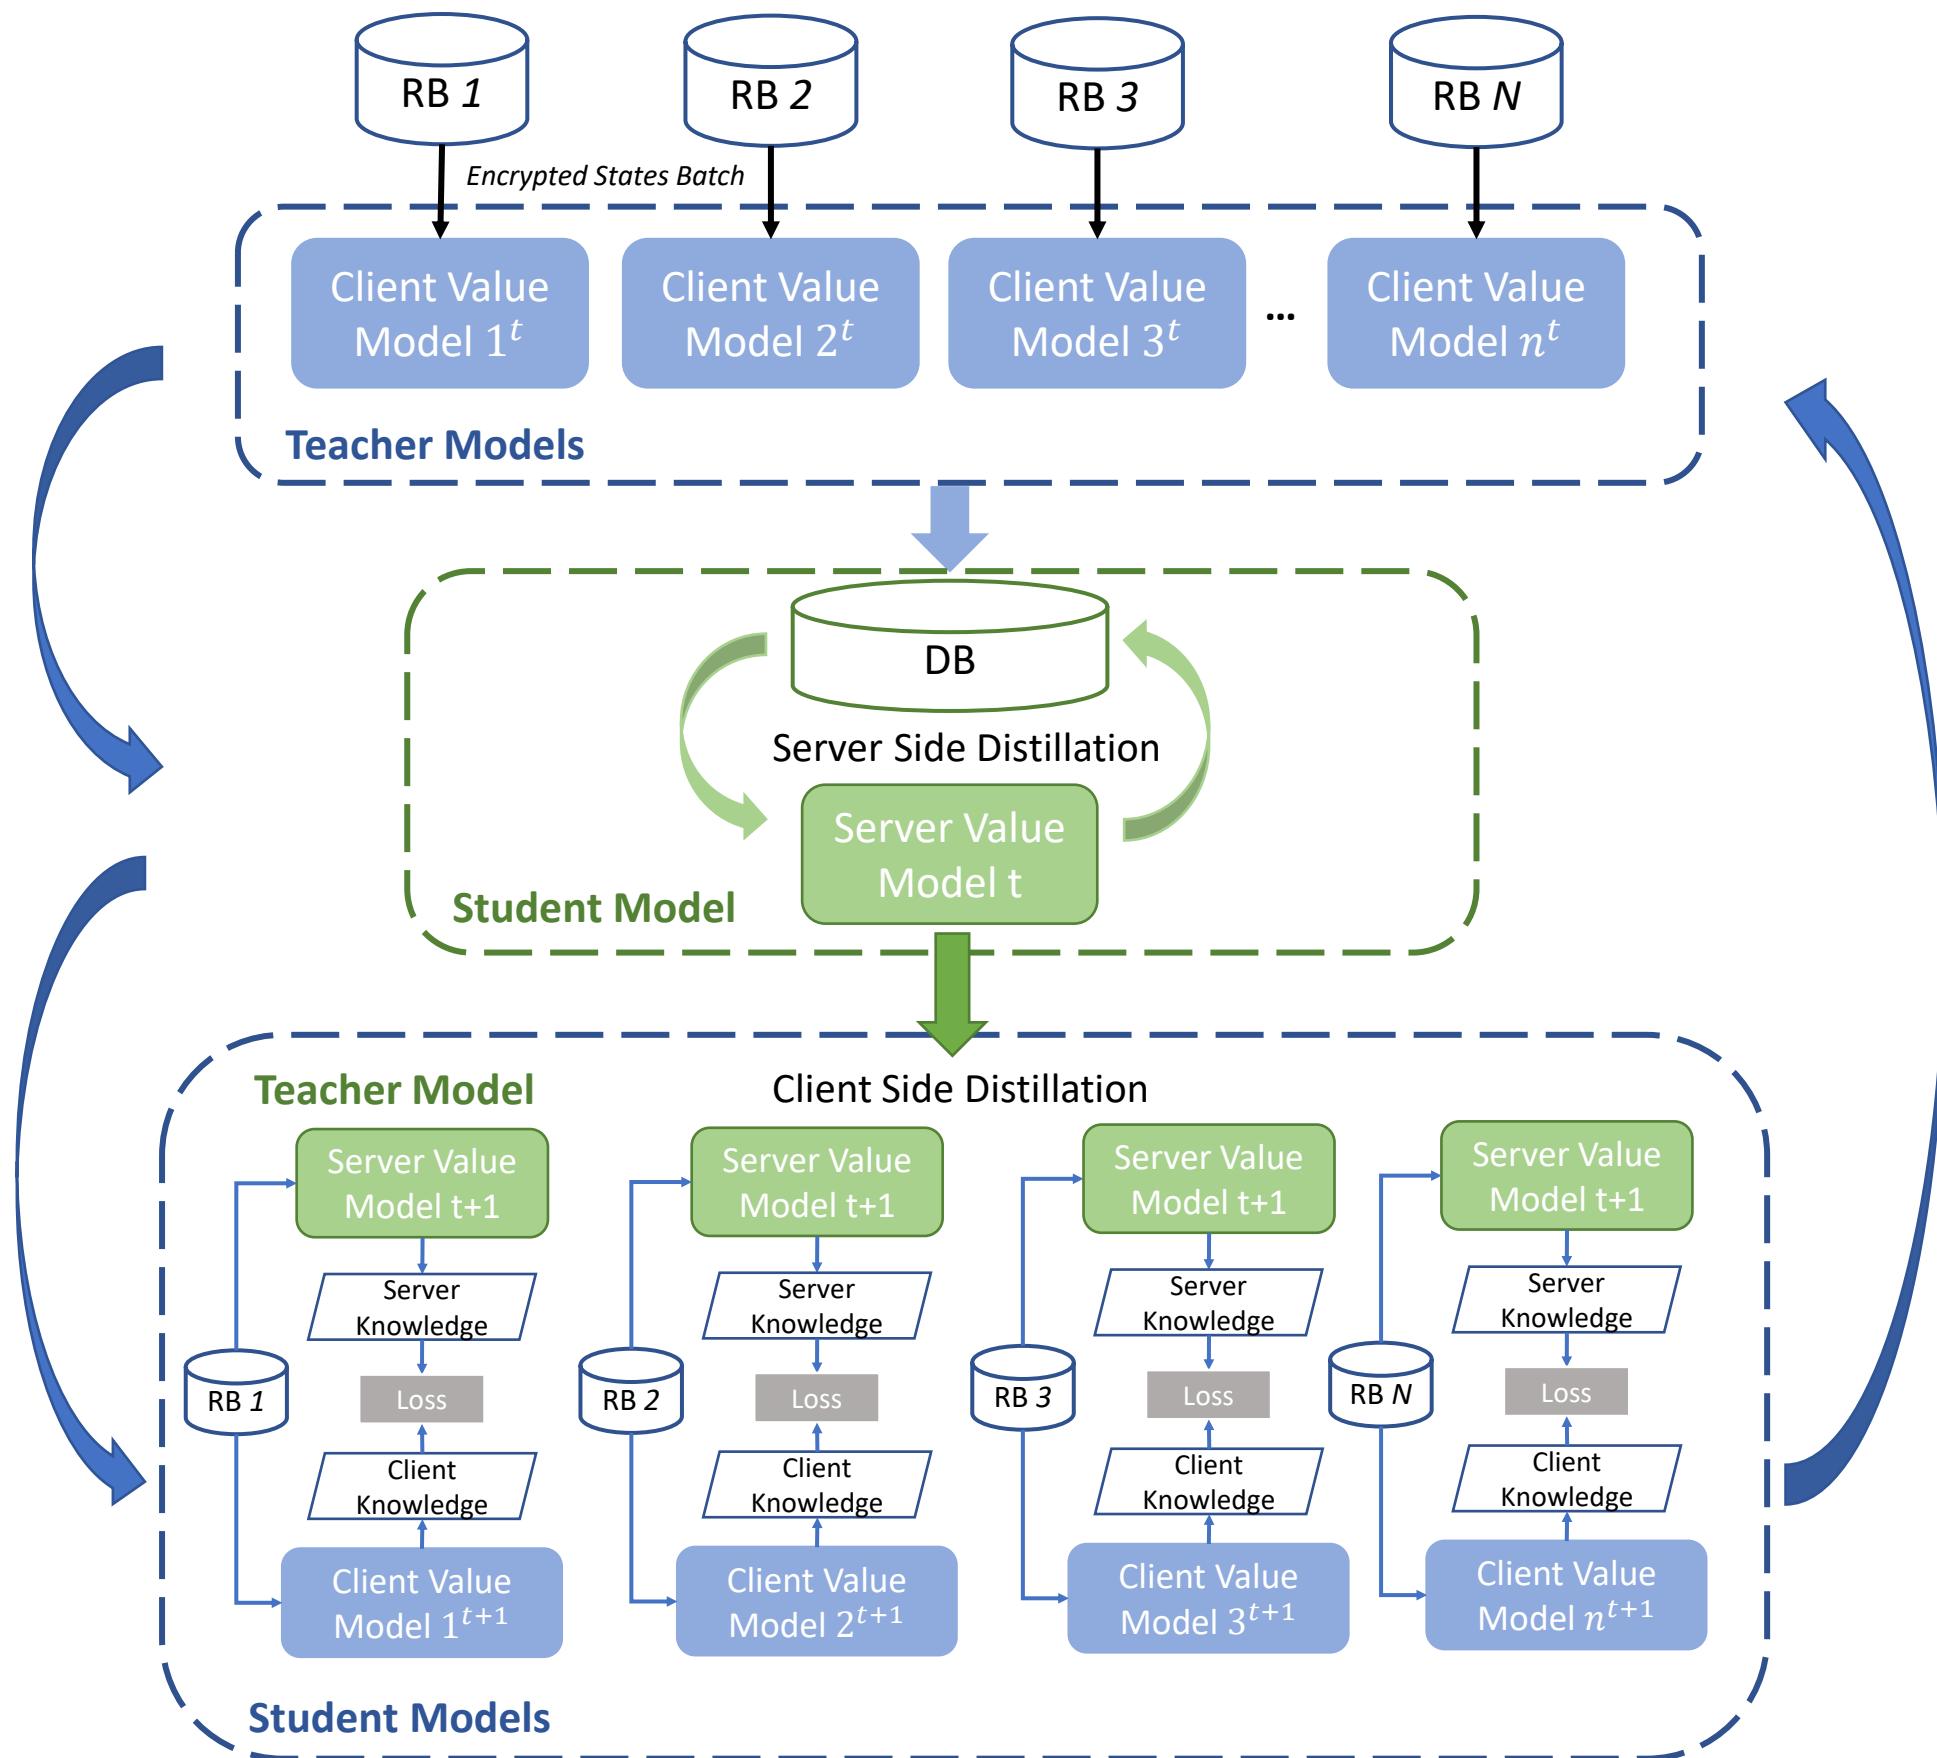 RB 1
RB 2
RB 3
RB N
Encrypted States Batch
Client Value
Model 1^t
Client Value
Model 2^t
Client Value
Model 3^t
...
Client Value
Model n^t
Teacher Models
DB
Server Side Distillation
Server Value
Model t
Student Model
Teacher Model
Client Side Distillation
Server Value
Model t+1
Server Value
Model t+1
Server Value
Model t+1
Server Value
Model t+1
Server
Knowledge
Server
Knowledge
Server
Knowledge
Server
Knowledge
RB 1
Loss
RB 2
Loss
RB 3
Loss
RB N
Loss
Client
Knowledge
Client
Knowledge
Client
Knowledge
Client
Knowledge
Client Value
Model 1^{t+1}
Client Value
Model 2^{t+1}
Client Value
Model 3^{t+1}
Client Value
Model n^{t+1}
Student Models